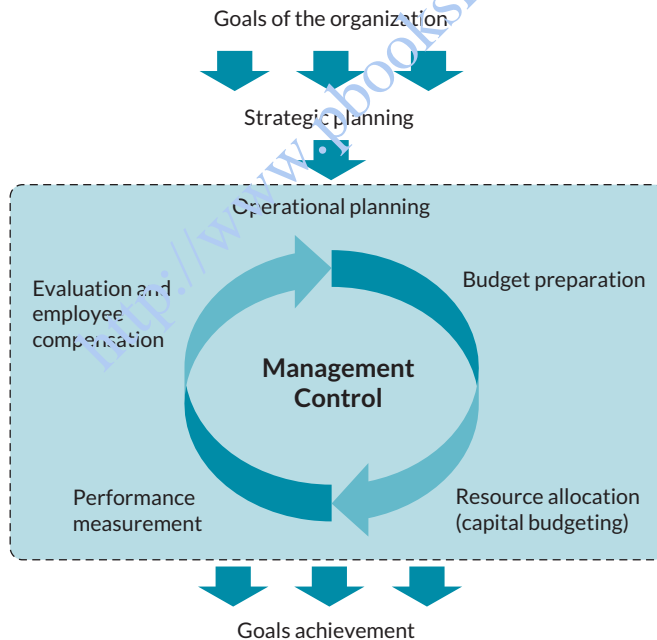 Goals of the organization
Strategic planning
Operational planning
Evaluation and
employee
compensation
Budget preparation
Management
Control
Performance
measurement
Resource allocation
(capital budgeting)
Goals achievement